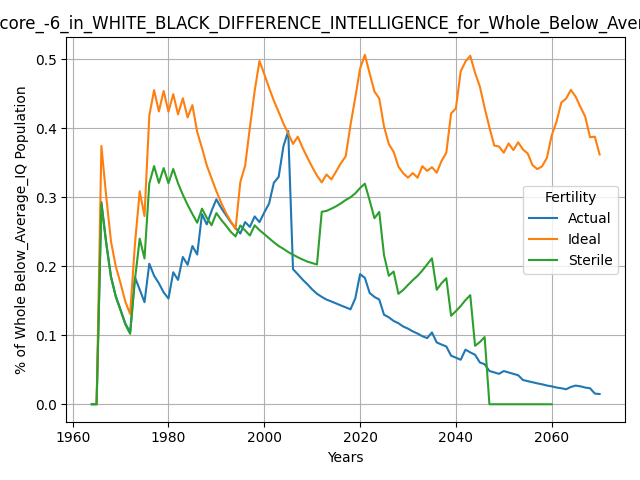 core_-6_in_WHITE_BLACK_DIFFERENCE_INTELLIGENCE_for_Whole_Below_Aver
% of Whole Below_Average_IQ Population
0.5
0.4
0.3
0.2
0.1
0.0
Fertility
Actual
Ideal
Sterile
1960
1980
2000
2020
2040
2060
Years